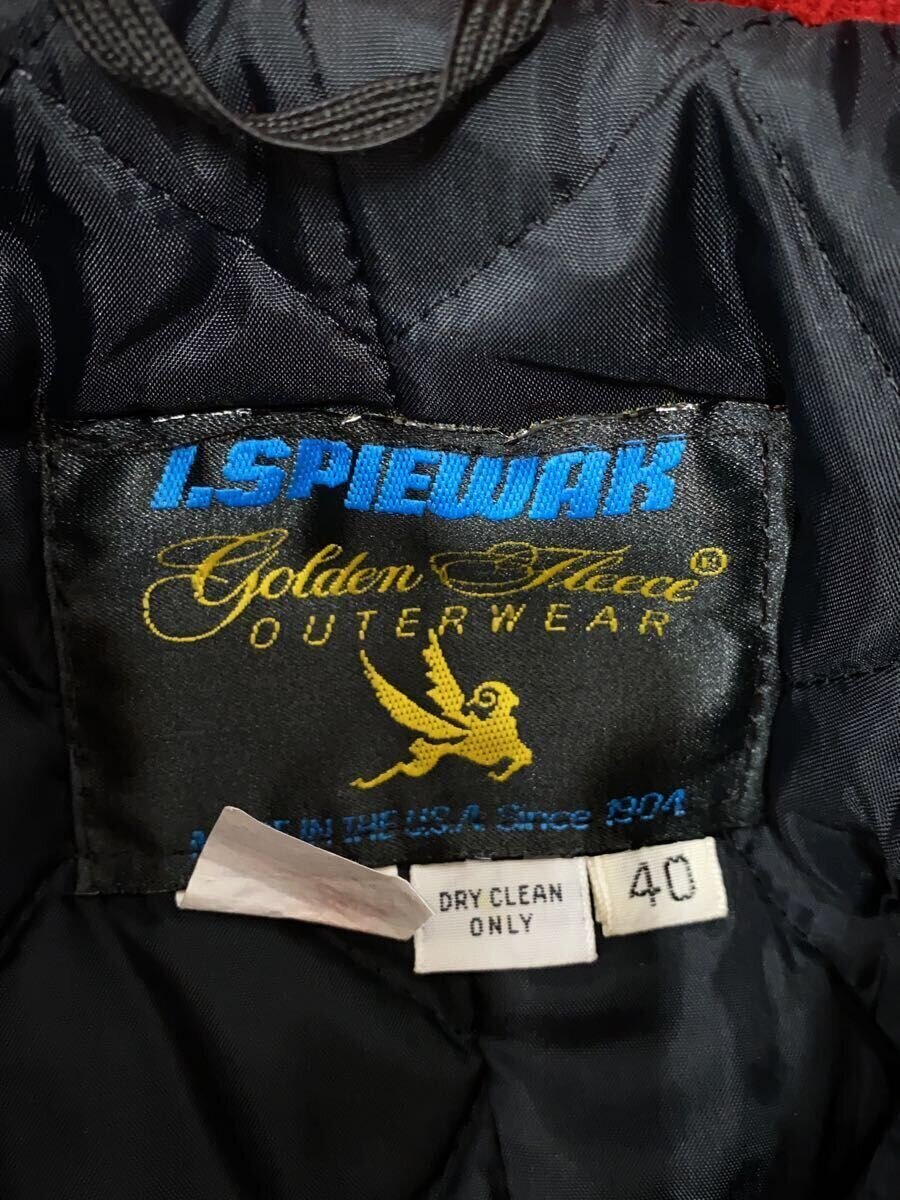 I.SPIEWAK
Golden Fleece®
OUTERWEAR
IN THE U.S.A. Since 1904
DRY CLEAN
ONLY
40